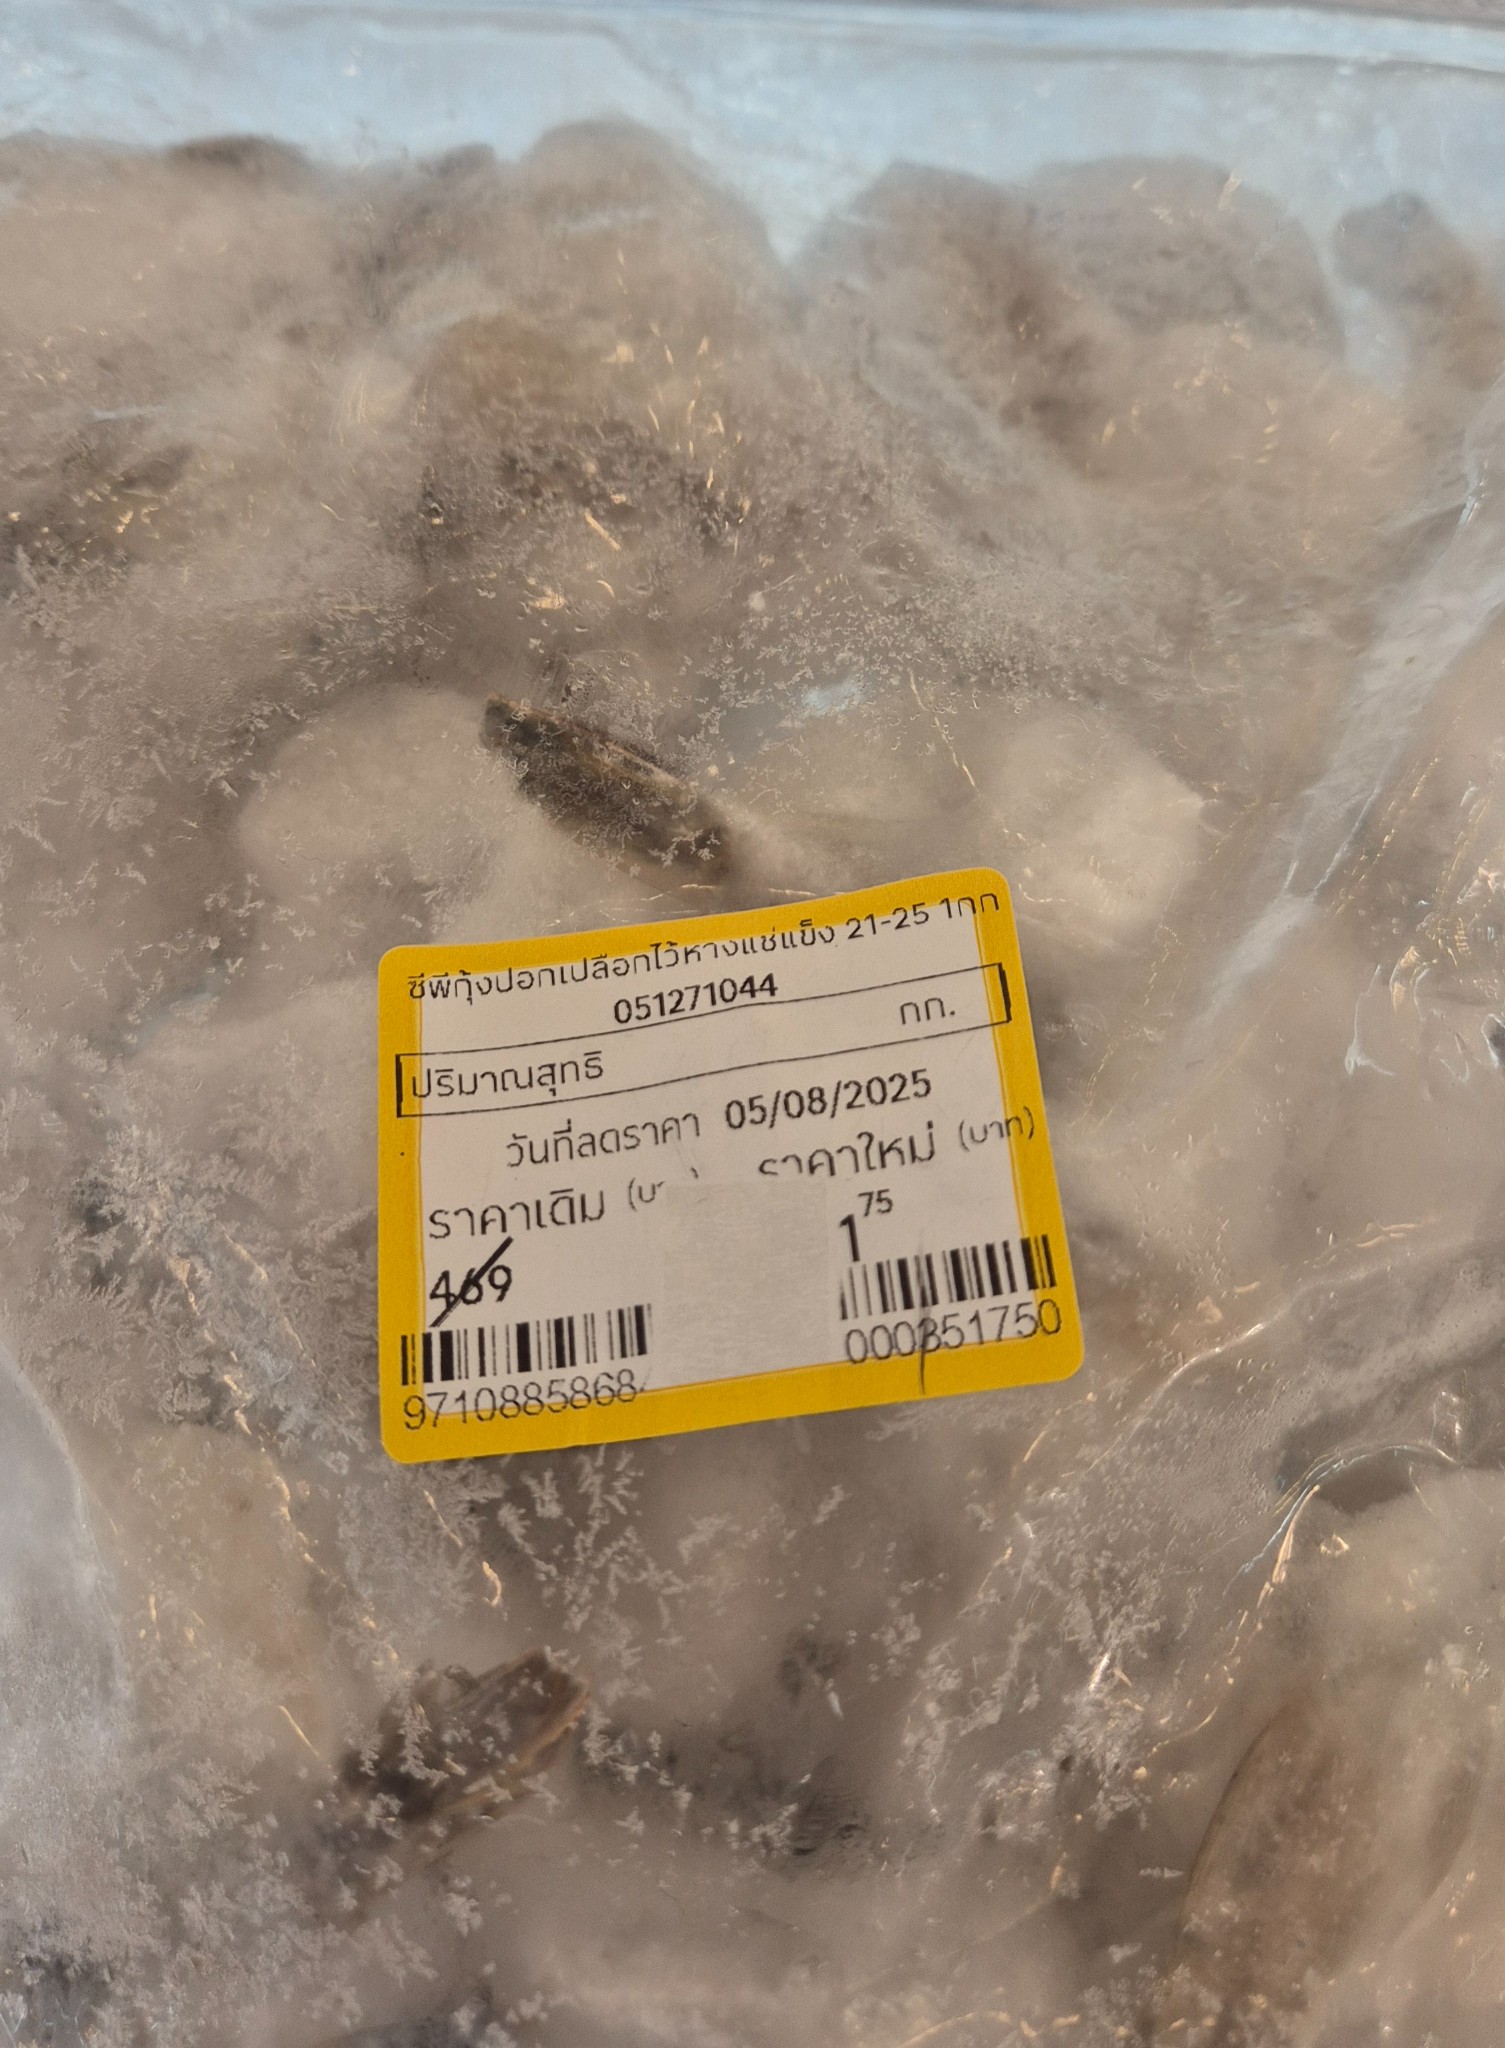 ซีพีกุ้งปอกเปลือกไว้หางแช่แข็ง 21-25 1กก
051271044
ปริมาณสุทธิ กก.
วันที่ลดราคา 05/08/2025
ราคาเดิม ราคาใหม่ (บาท)
469 1 75
9710885868 000351750